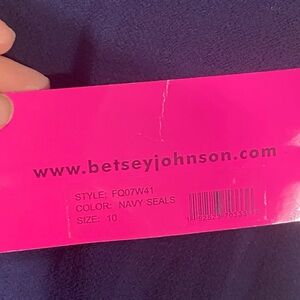 www.betseyjohnson.com
STYLE: FQ07W41
COLOR: NAVY SEALS
SIZE: 10